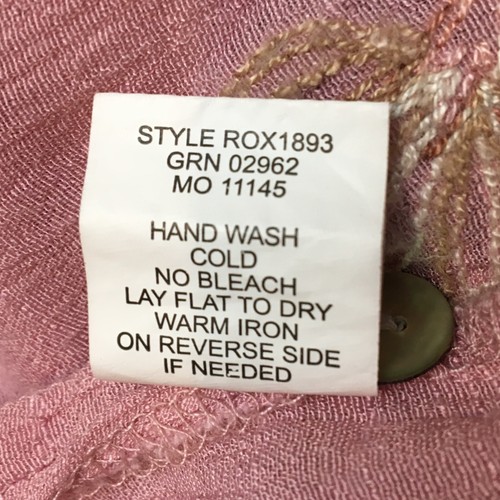 STYLE ROX1893
GRN 02962
MO 11145
HAND WASH
COLD
NO BLEACH
LAY FLAT TO DRY
WARM IRON
ON REVERSE SIDE
IF NEEDED